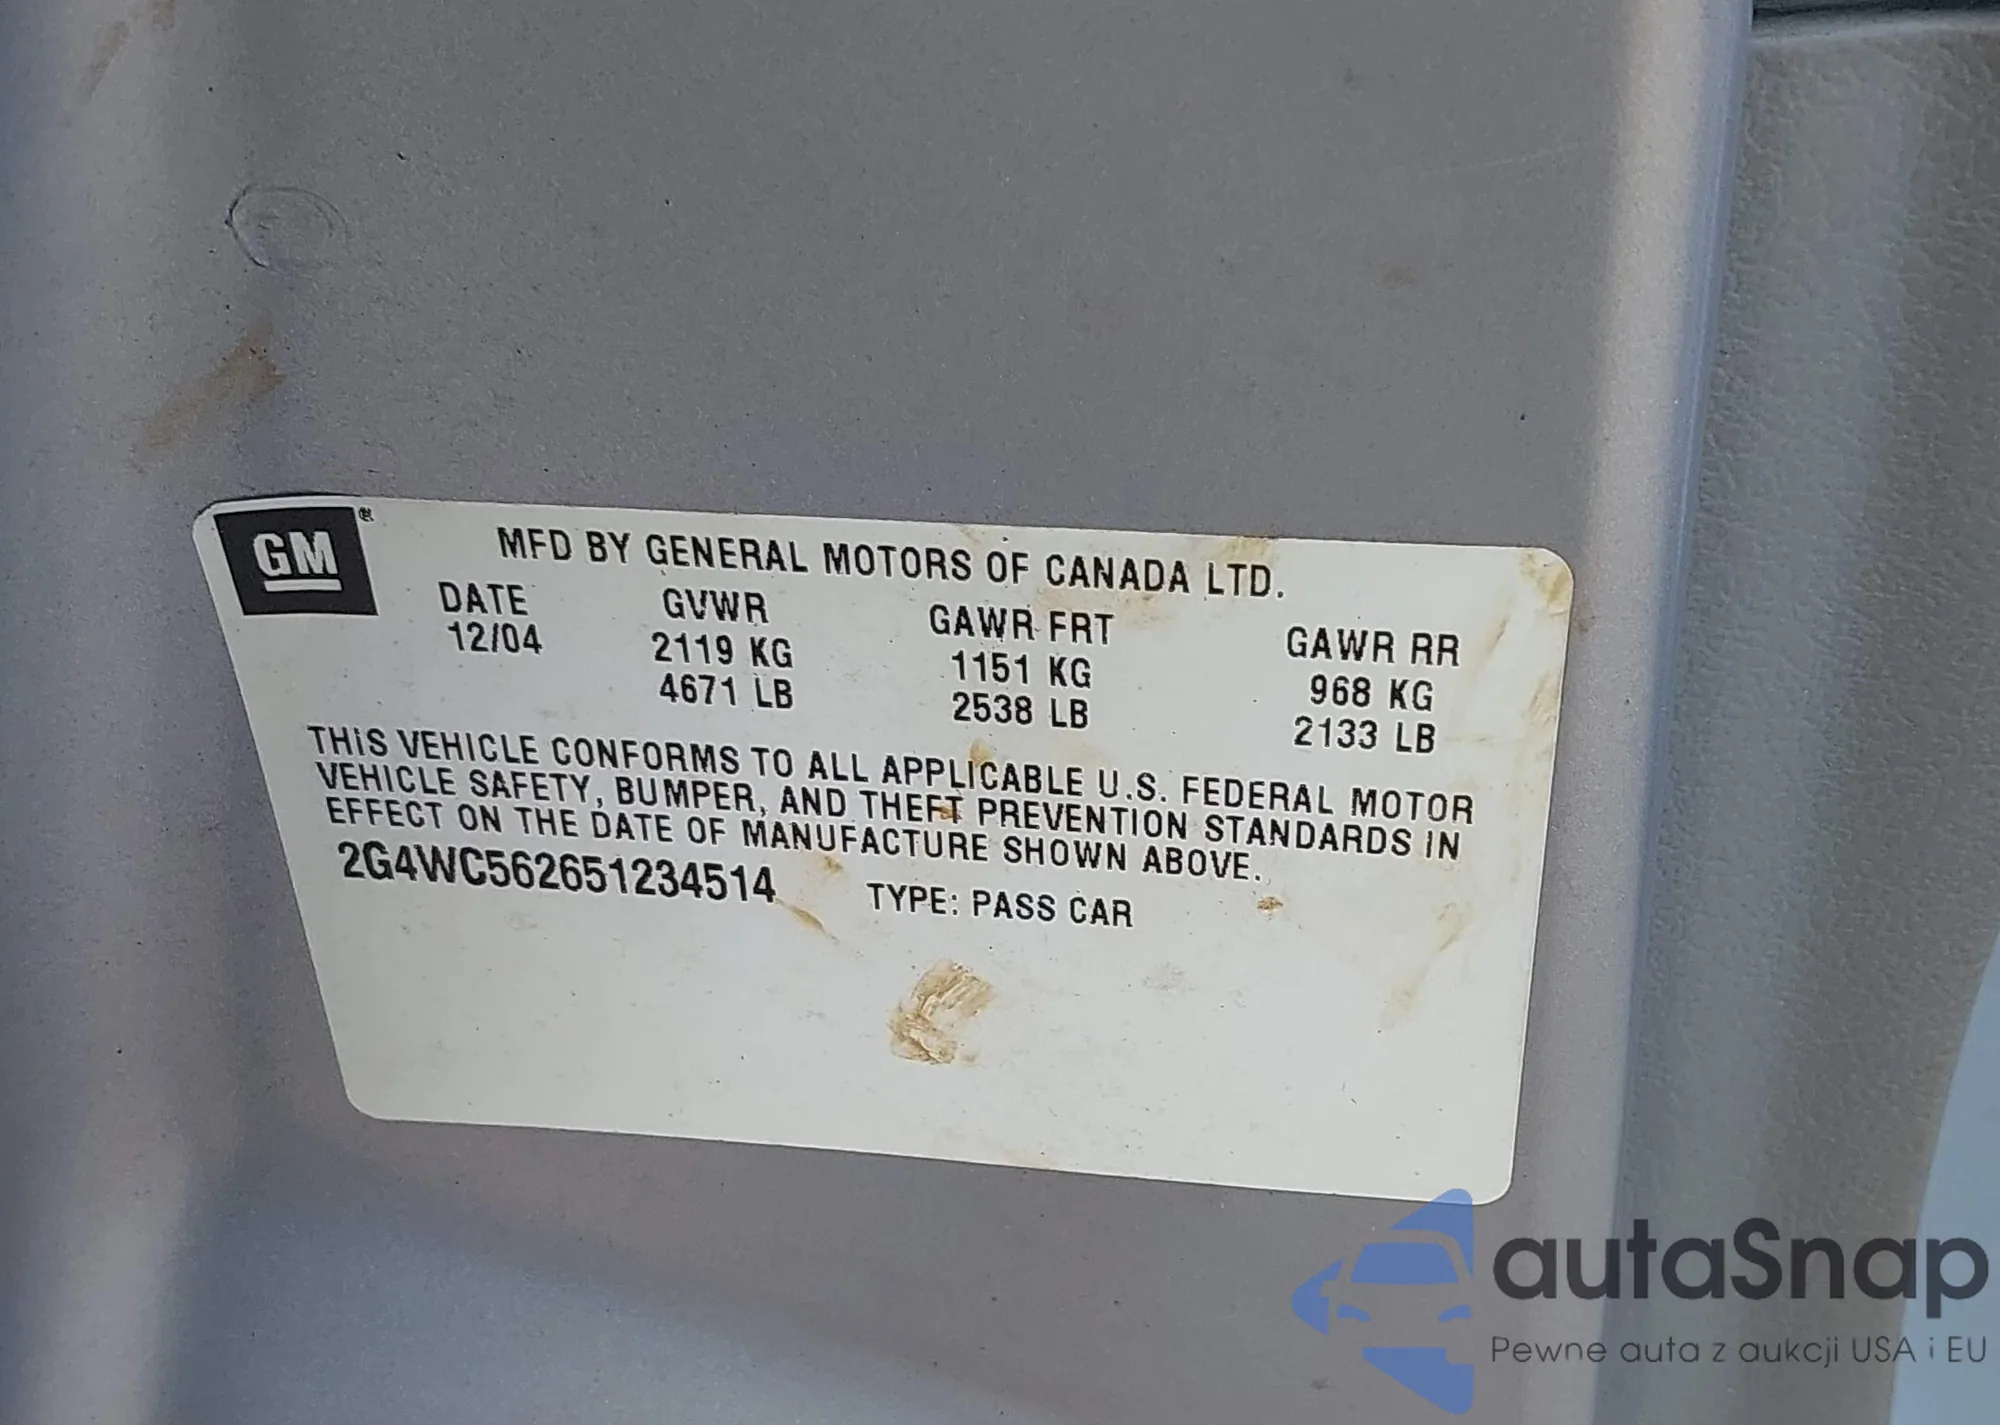 GM ®
MFD BY GENERAL MOTORS OF CANADA LTD.
DATE GVWR GAWR FRT GAWR RR
12/04 2119 KG 1151 KG 968 KG
4671 LB 2538 LB 2133 LB
THIS VEHICLE CONFORMS TO ALL APPLICABLE U.S. FEDERAL MOTOR
VEHICLE SAFETY, BUMPER, AND THEFT PREVENTION STANDARDS IN
EFFECT ON THE DATE OF MANUFACTURE SHOWN ABOVE.
2G4WC562651234514 TYPE: PASS CAR
autaSnap
Pewne auta z aukcji USA i EU